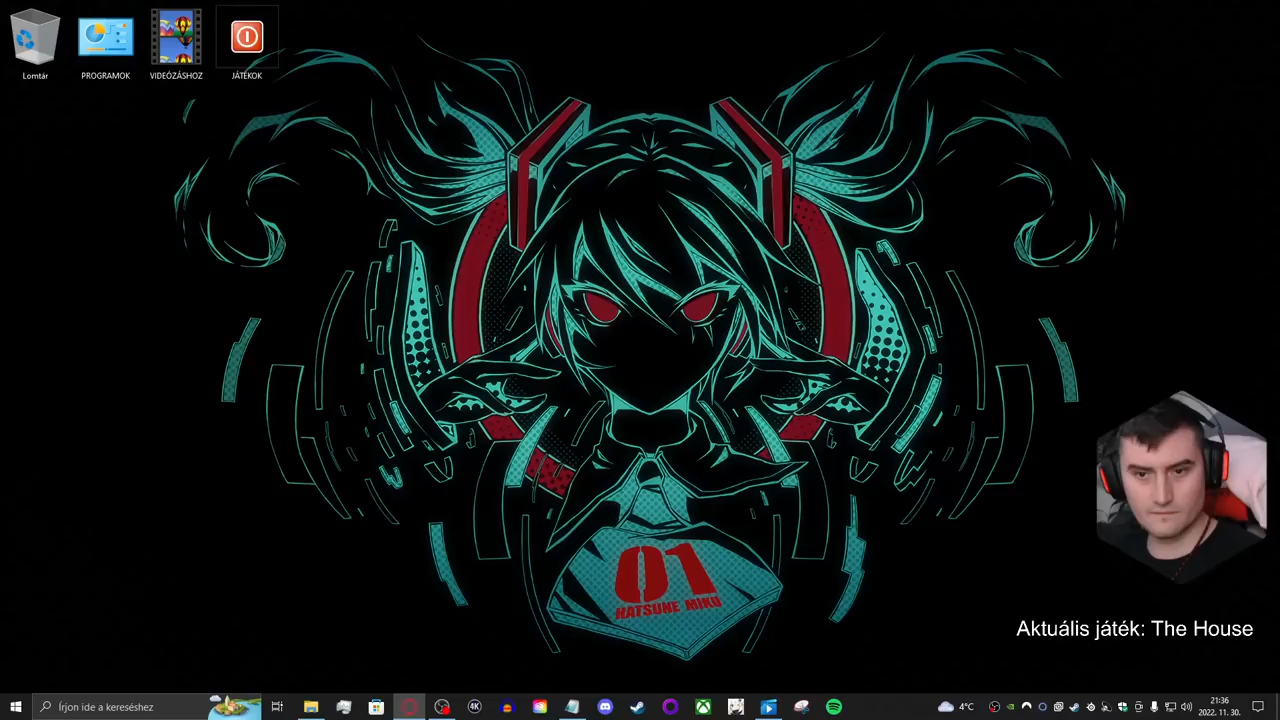 Lomtár
PROGRAMOK
VIDEÓZÁSHOZ
JÁTÉKOK
01
HATSUNE MIKU
Aktuális játék: The House
Írjon ide a kereséshez
4K
4°C
21:36
2022. 11. 30.